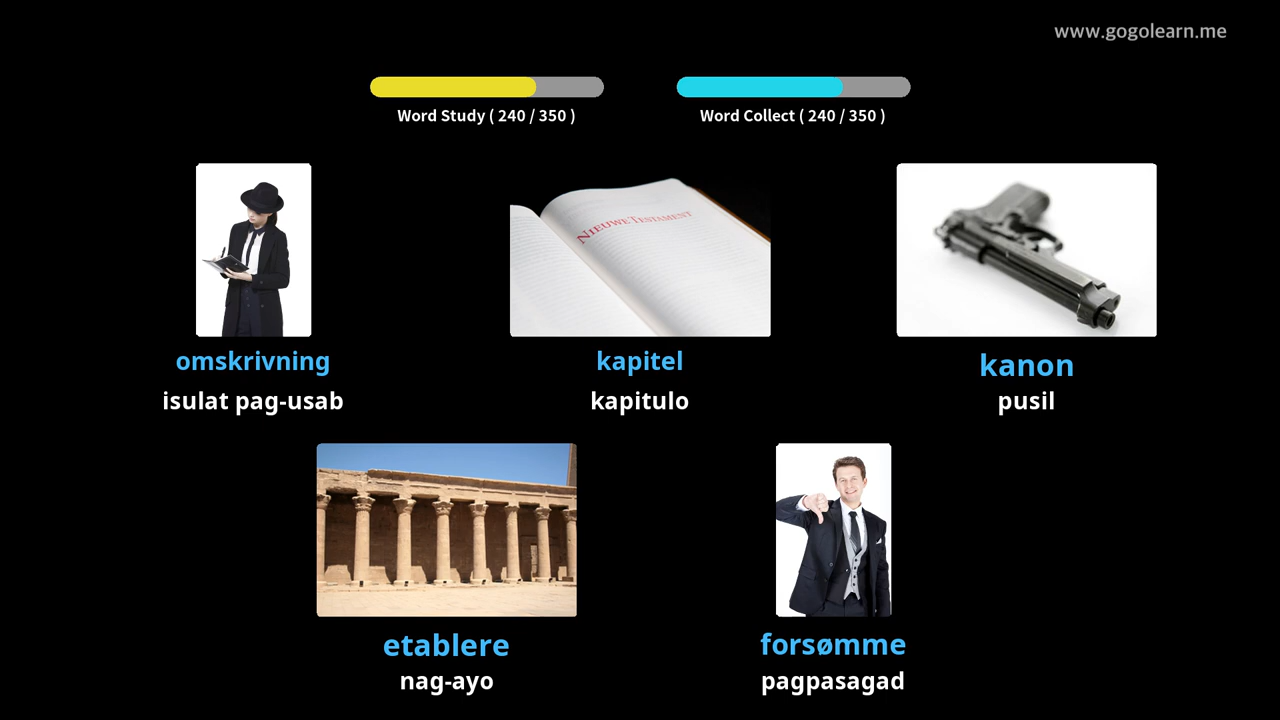 www.gogolearn.me
Word Study ( 240 / 350 )
Word Collect ( 240 / 350 )
NIEUWE TESTAMENT
omskrivning
isulat pag-usab
kapitel
kapitulo
kanon
pusil
etablere
nag-ayo
forsømme
pagpasagad